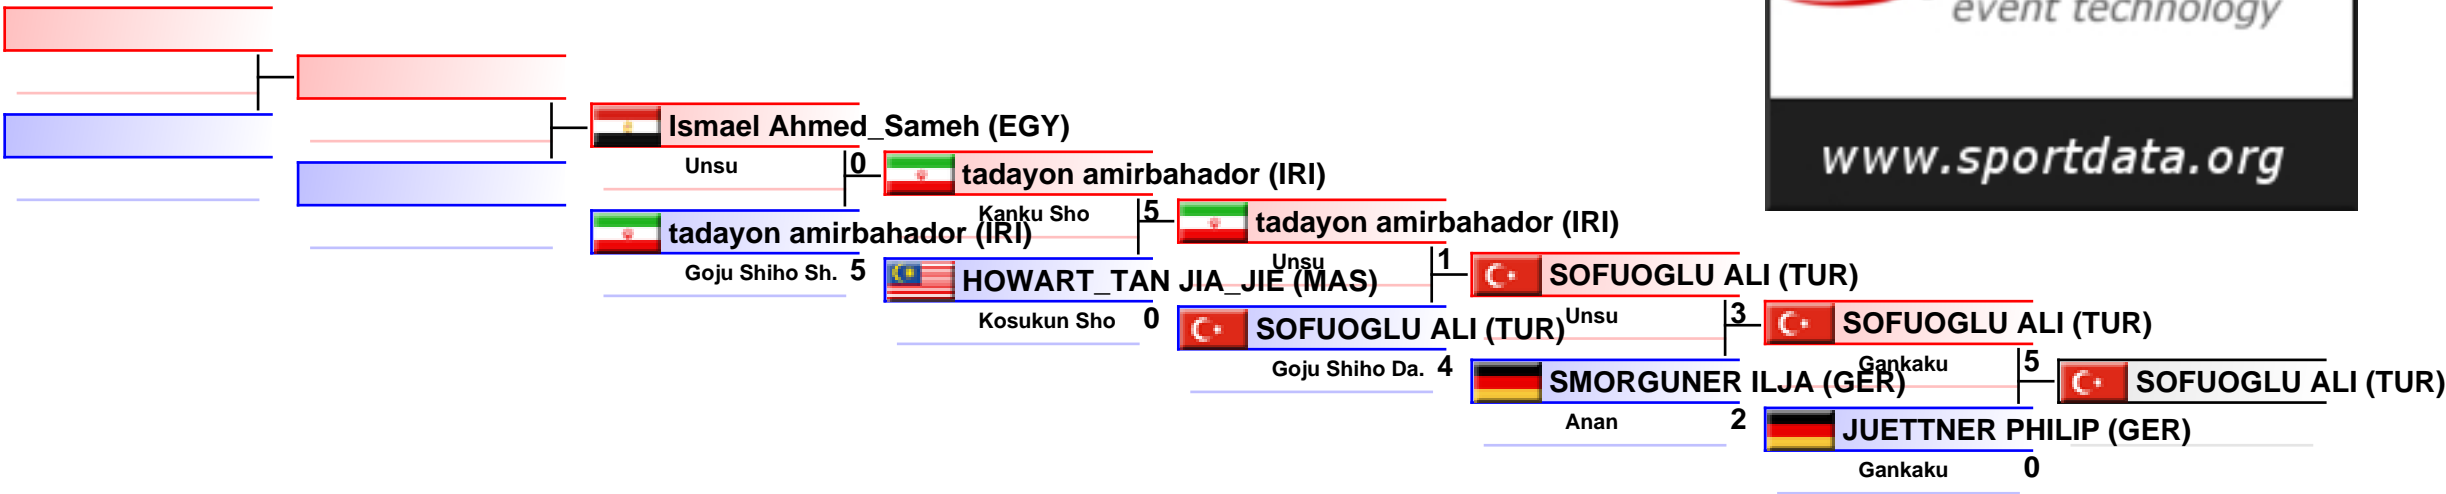 event technology
www.sportdata.org
Ismael Ahmed_Sameh (EGY)
Unsu
0
tadayon amirbahador (IRI)
Goju Shiho Sh.
5
tadayon amirbahador (IRI)
Kanku Sho
5
HOWART_TAN JIA_JIE (MAS)
Kosukun Sho
0
tadayon amirbahador (IRI)
Unsu
1
SOFUOGLU ALI (TUR)
Goju Shiho Da.
4
SOFUOGLU ALI (TUR)
Unsu
3
SMORGUNER ILJA (GER)
Anan
2
SOFUOGLU ALI (TUR)
Gankaku
5
JUETTNER PHILIP (GER)
Gankaku
0
SOFUOGLU ALI (TUR)